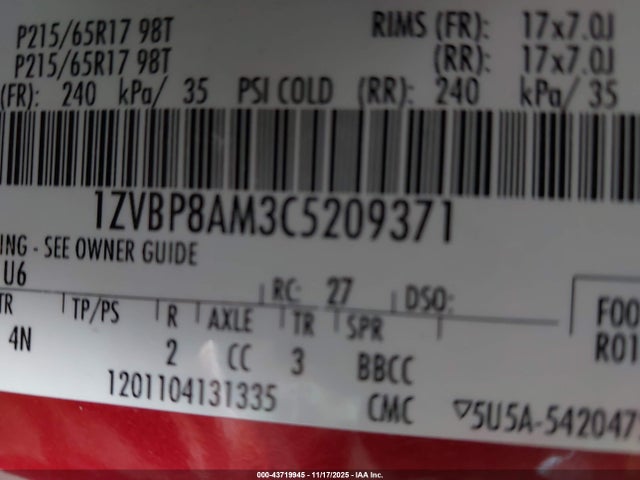 P215/65R17 98T RIMS (FR): 17x7.0J
P215/65R17 98T (RR): 17x7.0J
(FR): 240 kPa/ 35 PSI COLD (RR): 240 kPa/ 35
1ZVBP8AM3C5209371
ING - SEE OWNER GUIDE
U6 RC: 27 DSO:
TR TP/PS R AXLE TR SPR F00
4N 2 CC 3 BBCC R01
1201104131335 CMC ▽5U5A-542047
000-43719945 - 11/17/2025 - IAA Inc.